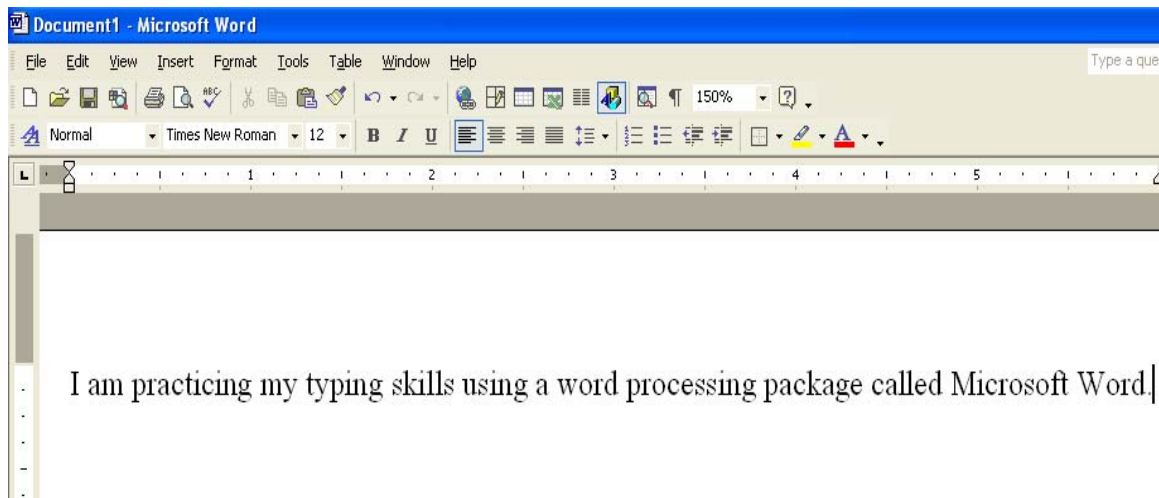 Document1 - Microsoft Word
File Edit View Insert Format Tools Table Window Help Type a que
ABC 150%
Normal Times New Roman 12 B I U A
L 1 2 3 4 5
I am practicing my typing skills using a word processing package called Microsoft Word.